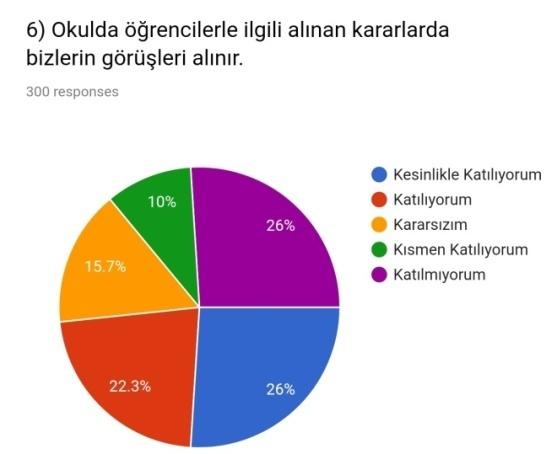 6) Okulda öğrencilerle ilgili alınan kararlarda
bizlerin görüşleri alınır.
300 responses
Kesinlikle Katılıyorum
Katılıyorum
Kararsızım
Kısmen Katılıyorum
Katılmıyorum
10%
26%
15.7%
22.3%
26%